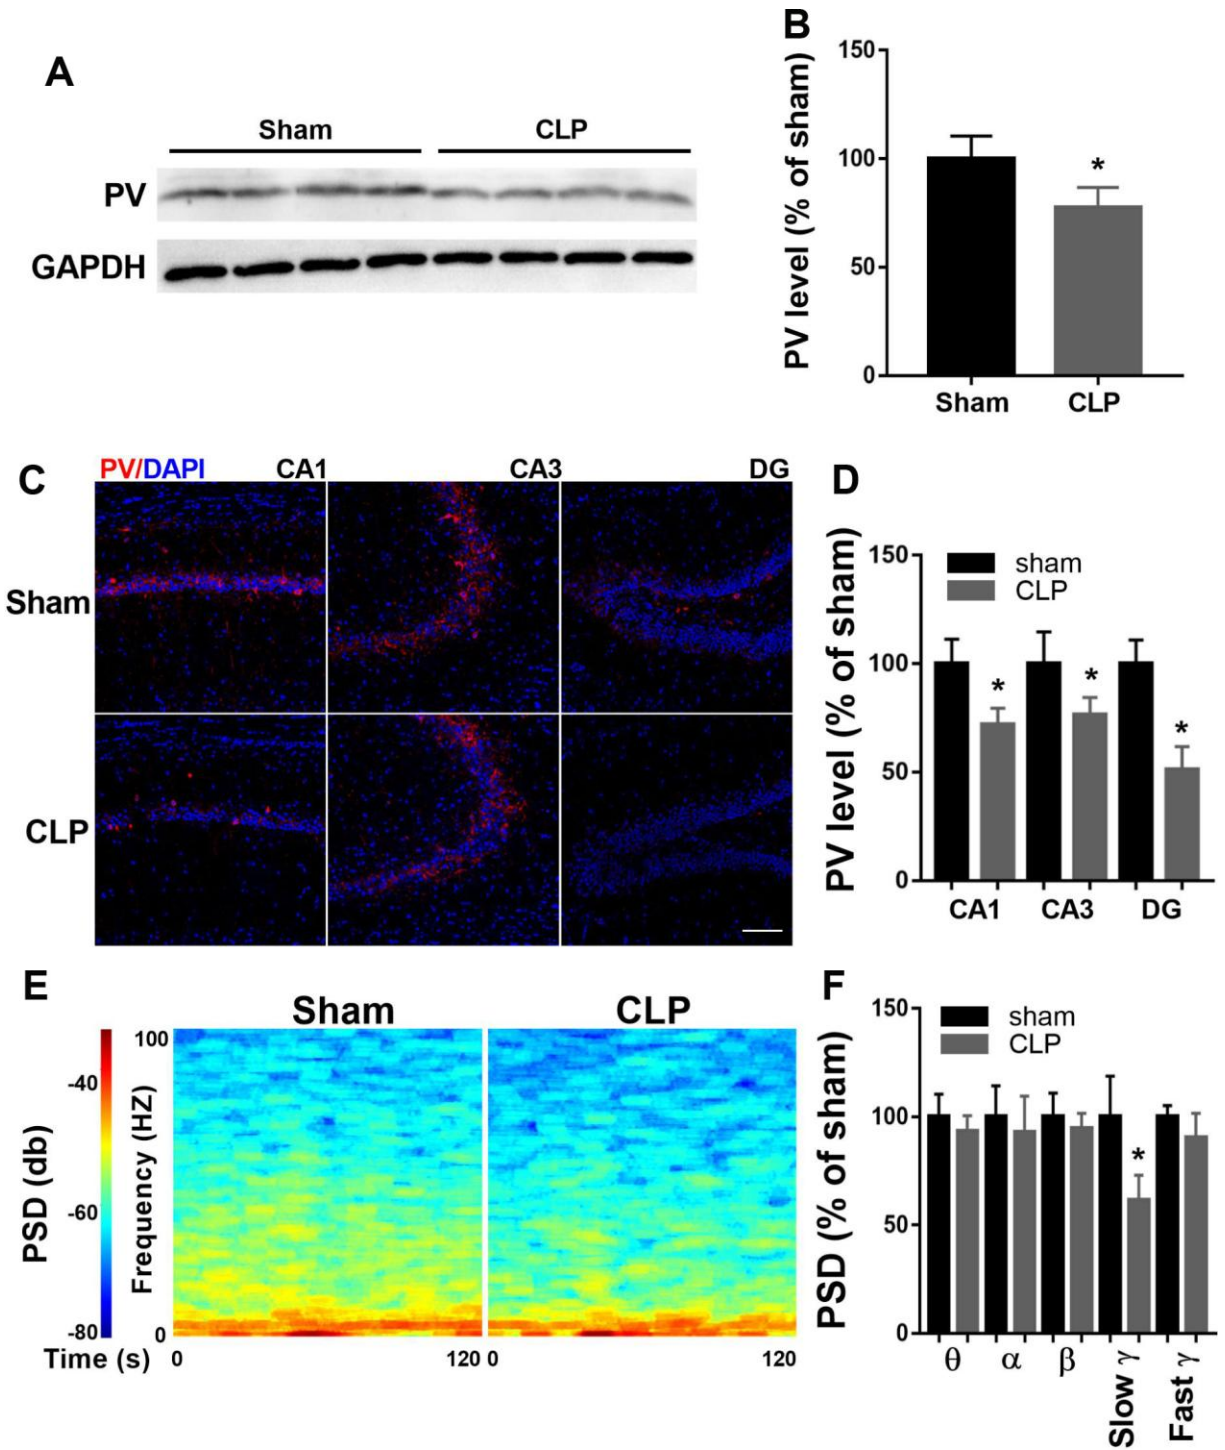 A
Sham CLP
PV
GAPDH
B
PV level (% of sham)
150
100
*
50
0
Sham CLP
C
PV/DAPI CA1 CA3 DG
Sham
CLP
D
PV level (% of sham)
150
sham
CLP
100
* * *
50
0
CA1 CA3 DG
E
Sham CLP
PSD (db)
-40
-60
-80
Frequency (HZ)
100
0
Time (s) 0 120 0 120
F
PSD (% of sham)
150
sham
CLP
100
*
50
0
θ α β Slow γ Fast γ